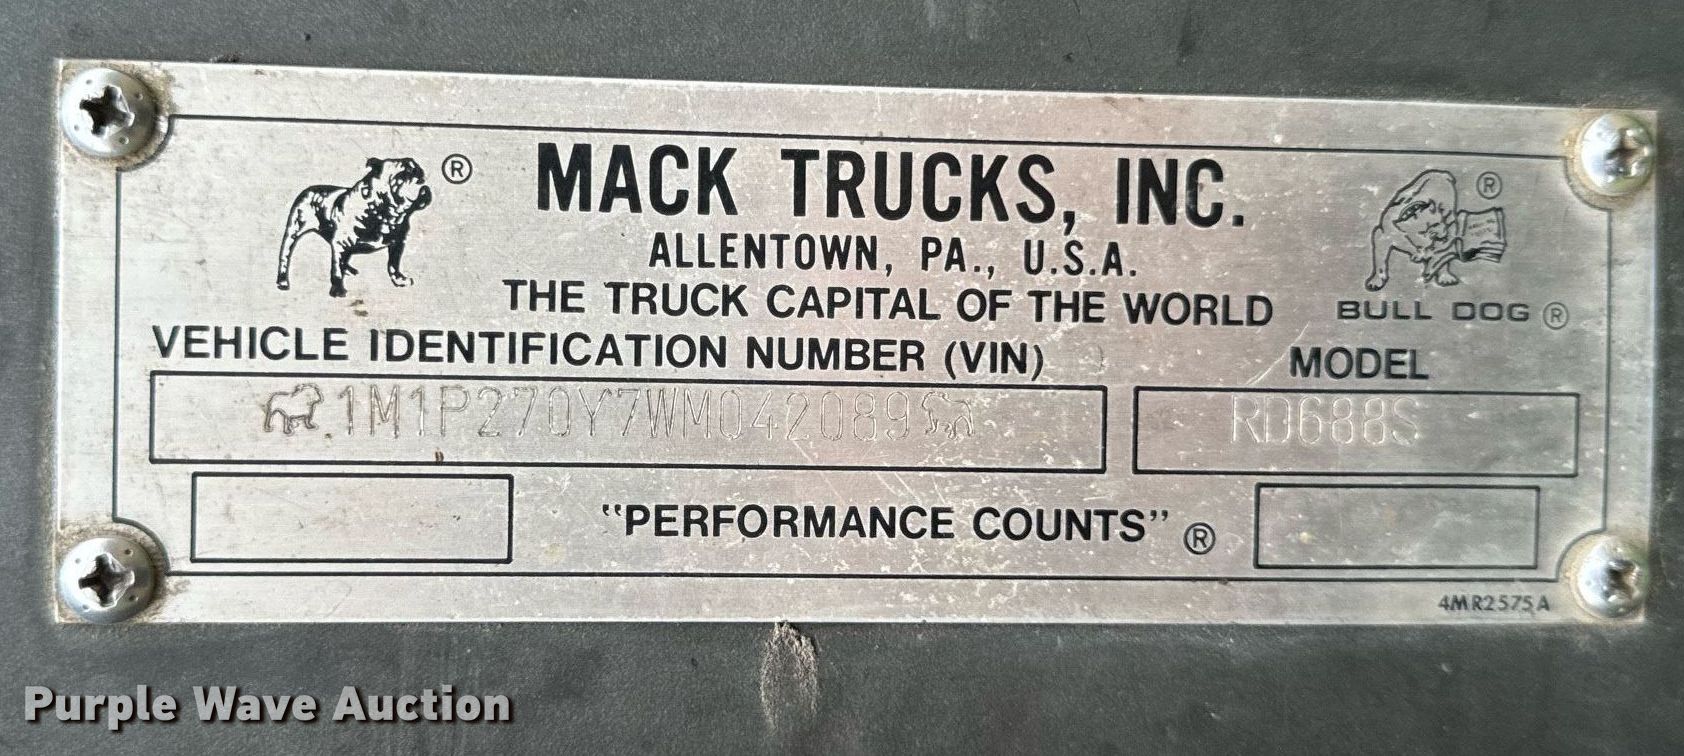 ®
MACK TRUCKS, INC.
ALLENTOWN, PA., U.S.A.
THE TRUCK CAPITAL OF THE WORLD
®
BULL DOG ®
VEHICLE IDENTIFICATION NUMBER (VIN)
1M1P270Y7WM042089
MODEL
RD688S
"PERFORMANCE COUNTS" ®
4MR2575A
Purple Wave Auction